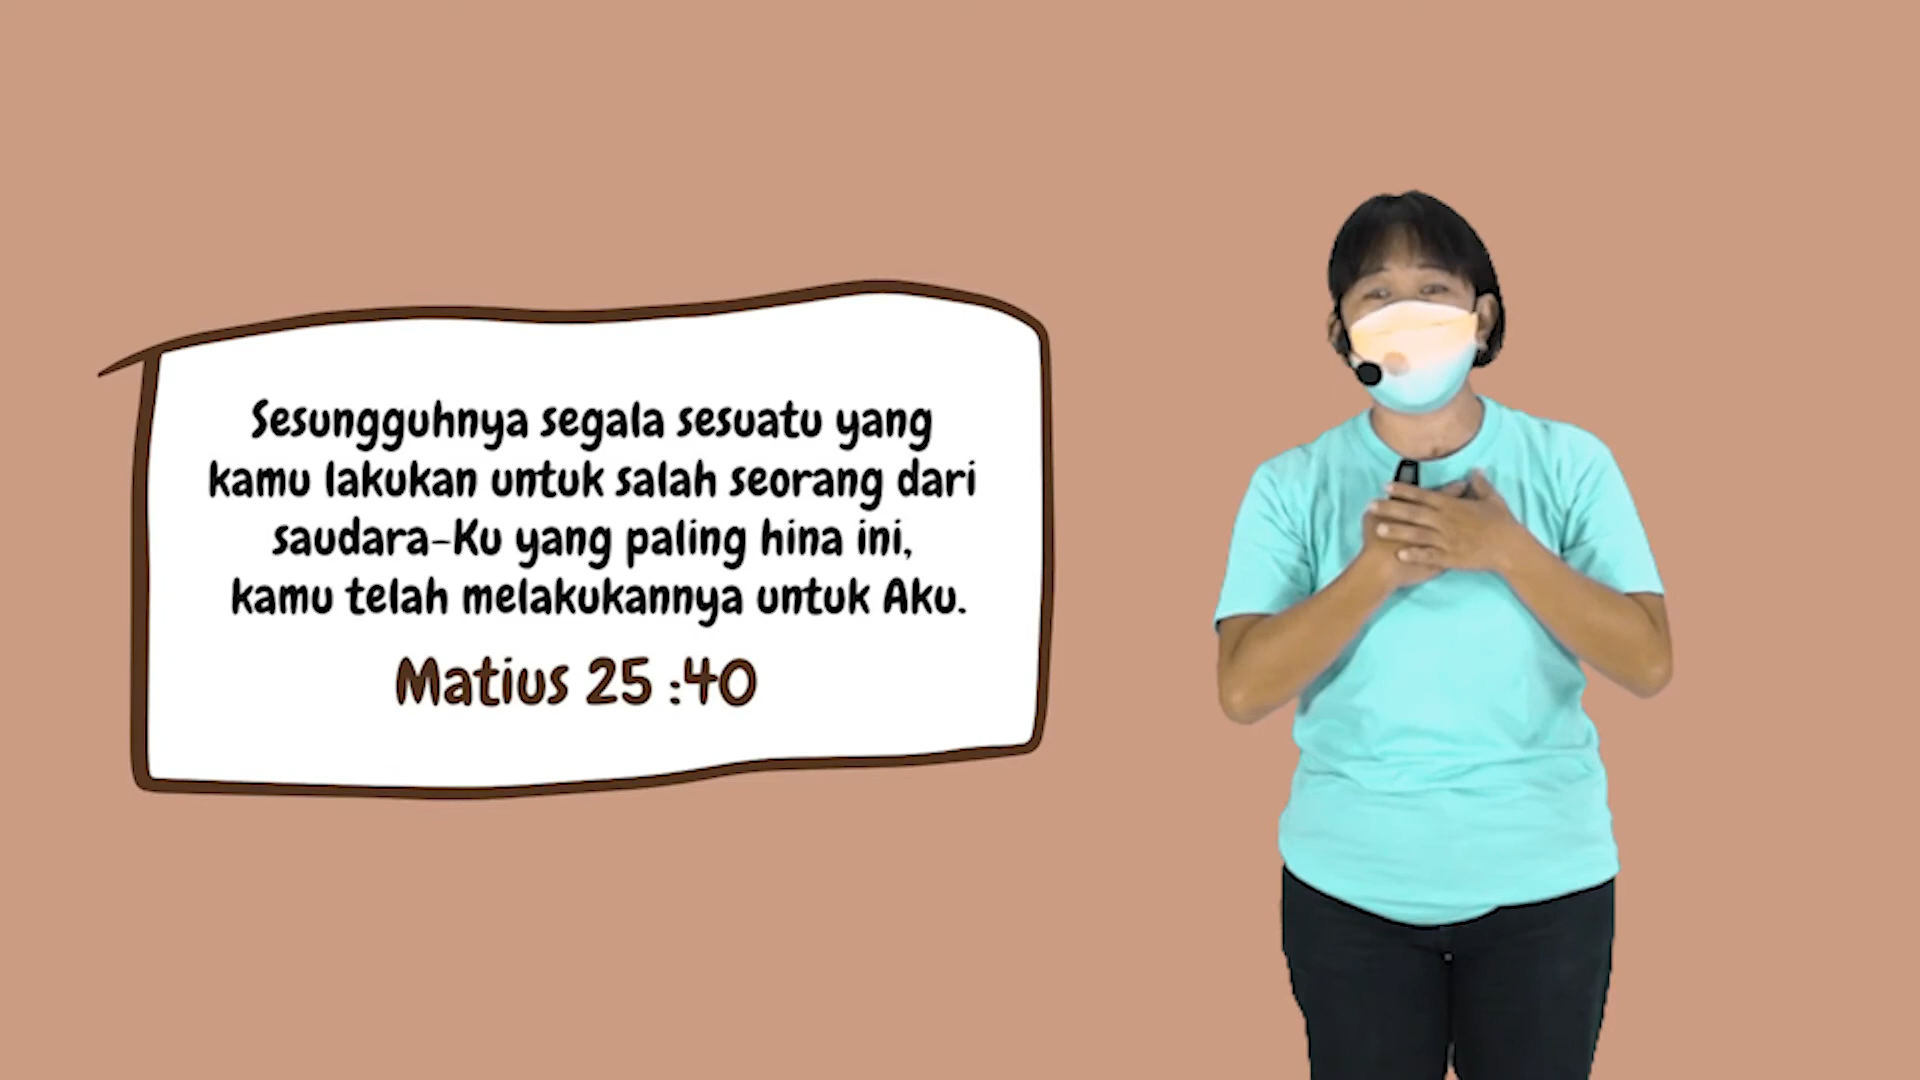 Sesungguhnya segala sesuatu yang
kamu lakukan untuk salah seorang dari
saudara-Ku yang paling hina ini,
kamu telah melakukannya untuk Aku.
Matius 25 :40